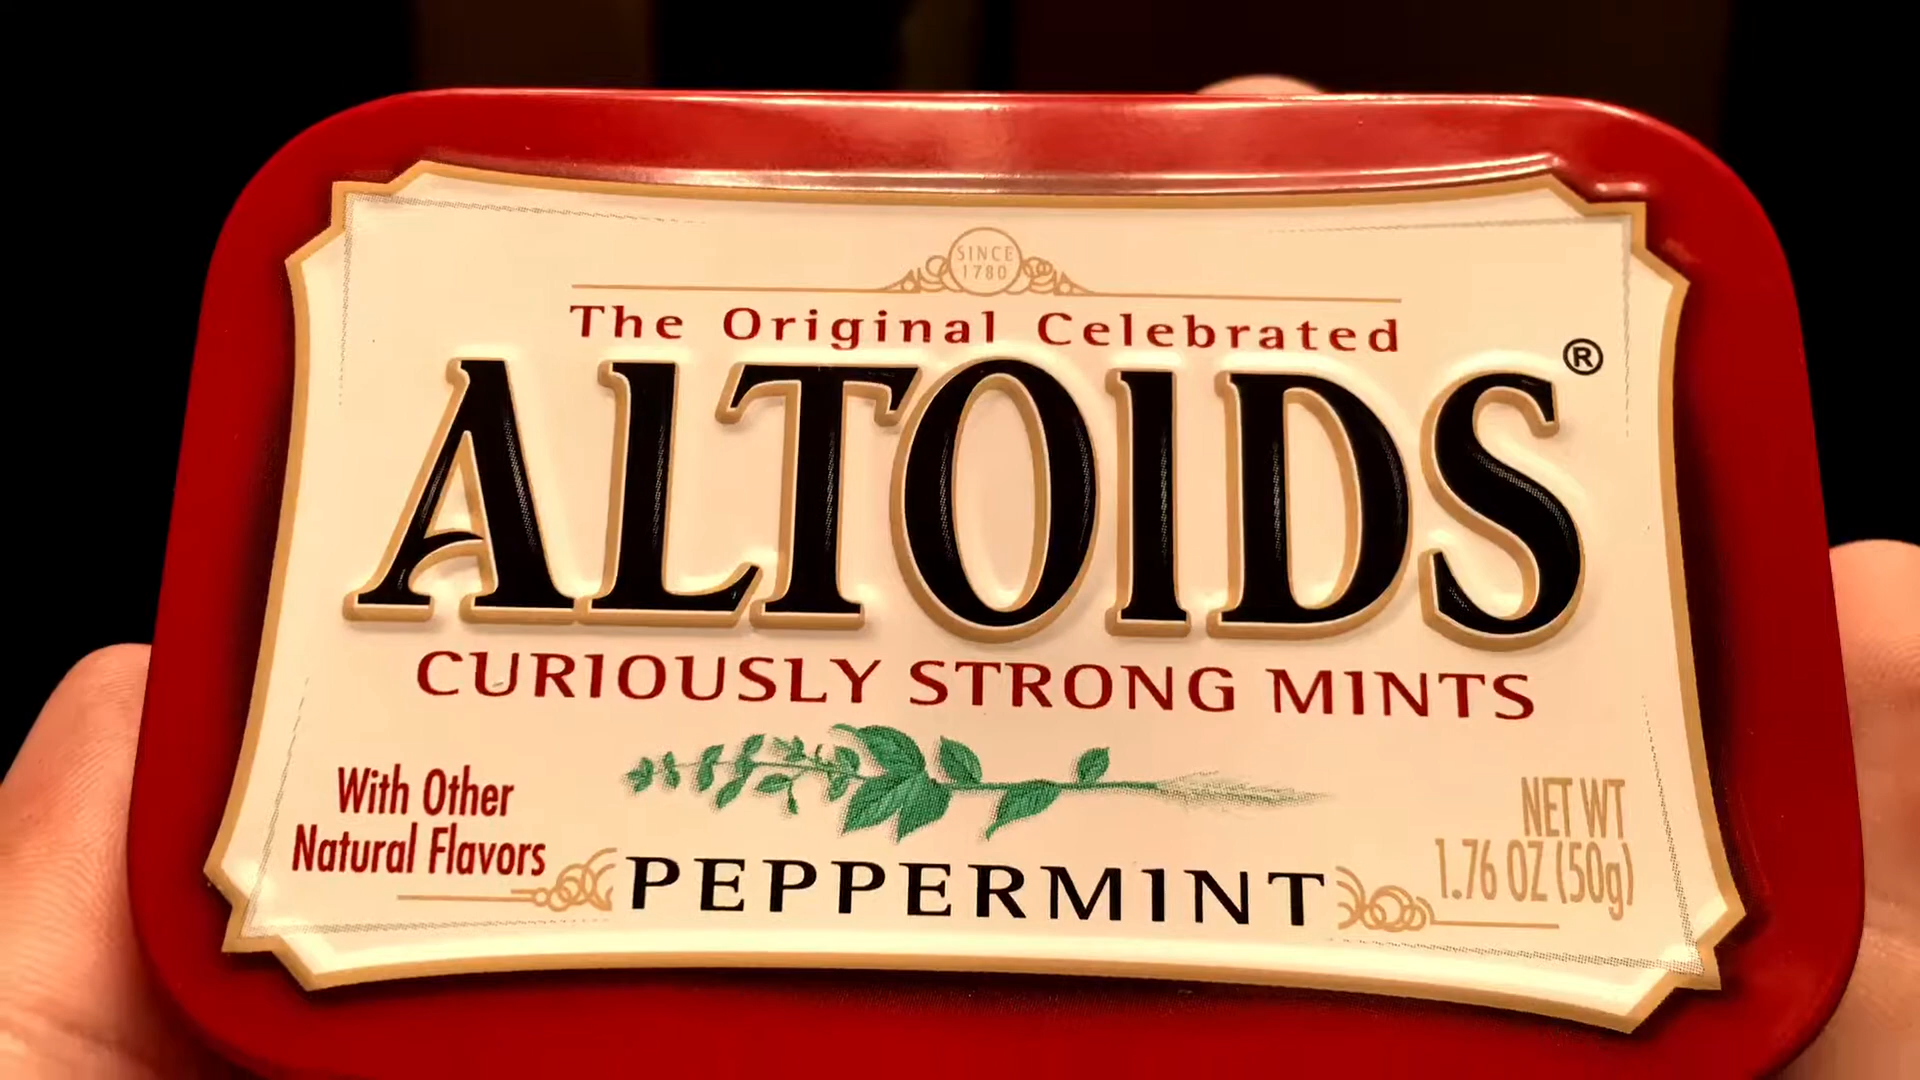 SINCE
1780
The Original Celebrated
ALTOIDS®
CURIOUSLY STRONG MINTS
With Other
Natural Flavors
PEPPERMINT
NET WT
1.76 OZ (50g)